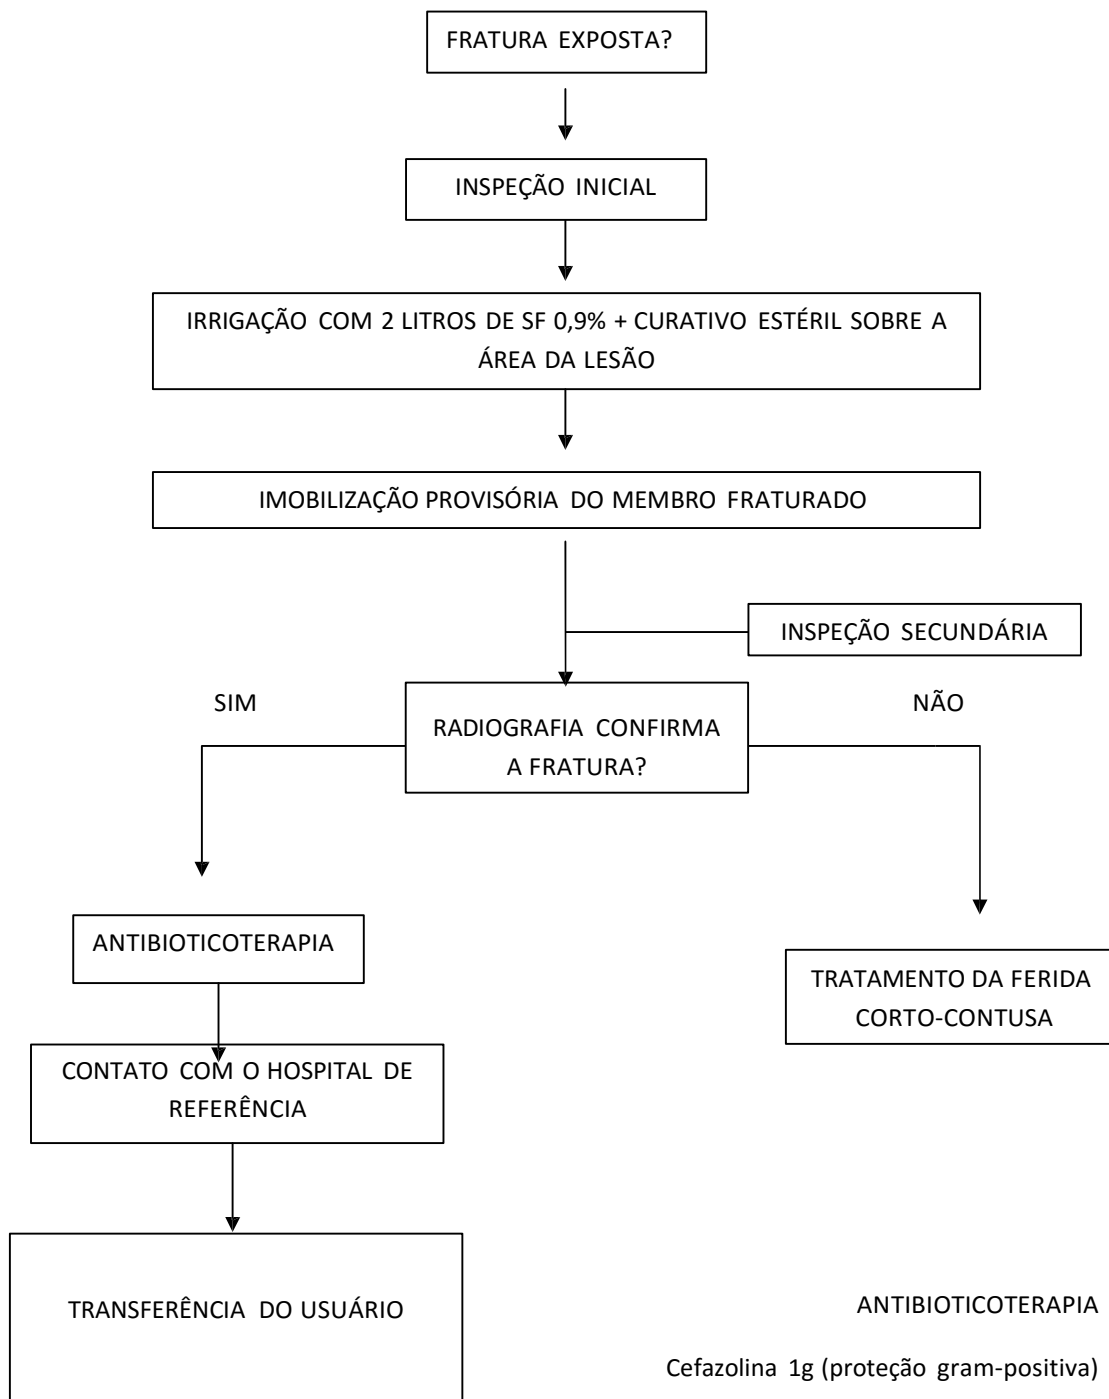 FRATURA EXPOSTA?
INSPEÇÃO INICIAL
IRRIGAÇÃO COM 2 LITROS DE SF 0,9% + CURATIVO ESTÉRIL SOBRE A
ÁREA DA LESÃO
IMOBILIZAÇÃO PROVISÓRIA DO MEMBRO FRATURADO
INSPEÇÃO SECUNDÁRIA
SIM
NÃO
RADIOGRAFIA CONFIRMA
A FRATURA?
ANTIBIOTICOTERAPIA
TRATAMENTO DA FERIDA
CORTO-CONTUSA
CONTATO COM O HOSPITAL DE
REFERÊNCIA
TRANSFERÊNCIA DO USUÁRIO
ANTIBIOTICOTERAPIA
Cefazolina 1g (proteção gram-positiva)